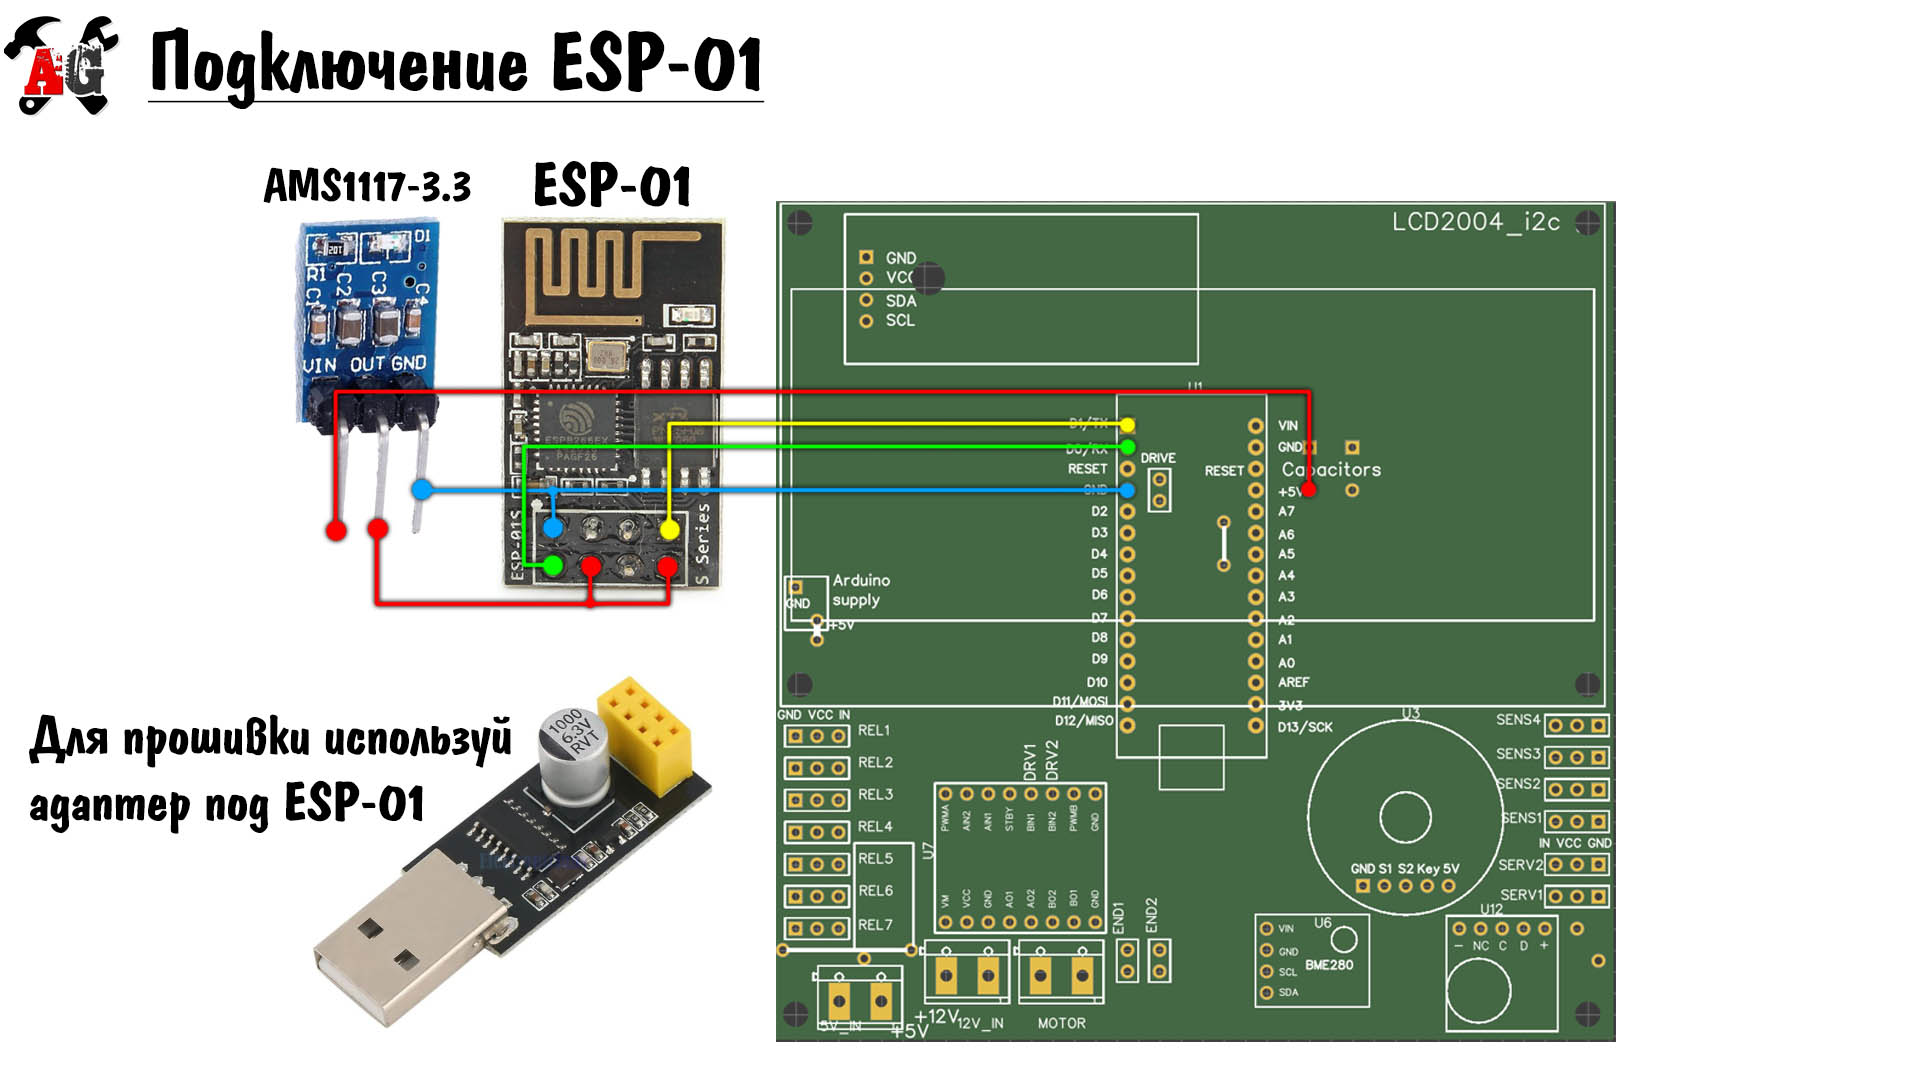 AG
Подключение ESP-01
AMS1117-3.3
ESP-01
D1
201
R1
C1 C2 C3 C4
VIN OUT GND
ESP8266EX
PAGF26
ESP-01S
S Series
Для прошивки используй
адаптер под ESP-01
1000
6.3V
RVT
LCD2004_i2c
GND
VCC
SDA
SCL
U1
D1/TX
D0/RX
RESET
GND
D2
D3
D4
D5
D6
D7
D8
D9
D10
D11/MOSI
D12/MISO
DRIVE
VIN
GND
RESET
+5V
A7
A6
A5
A4
A3
A2
A1
A0
AREF
3V3
D13/SCK
Capacitors
Arduino
supply
GND
+5V
GND VCC IN
REL1
REL2
REL3
REL4
REL5
REL6
REL7
DRV1
DRV2
PWMA AIN2 AIN1 STBY BIN1 BIN2 PWMB GND
U7
VM VCC GND AO1 AO2 BO2 BO1 GND
END1
END2
5V_IN
+5V
+12V
12V_IN
MOTOR
U3
GND S1 S2 Key 5V
SENS4
SENS3
SENS2
SENS1
IN VCC GND
SERV2
SERV1
U6
VIN
GND
SCL
SDA
BME280
U12
- NC C D +